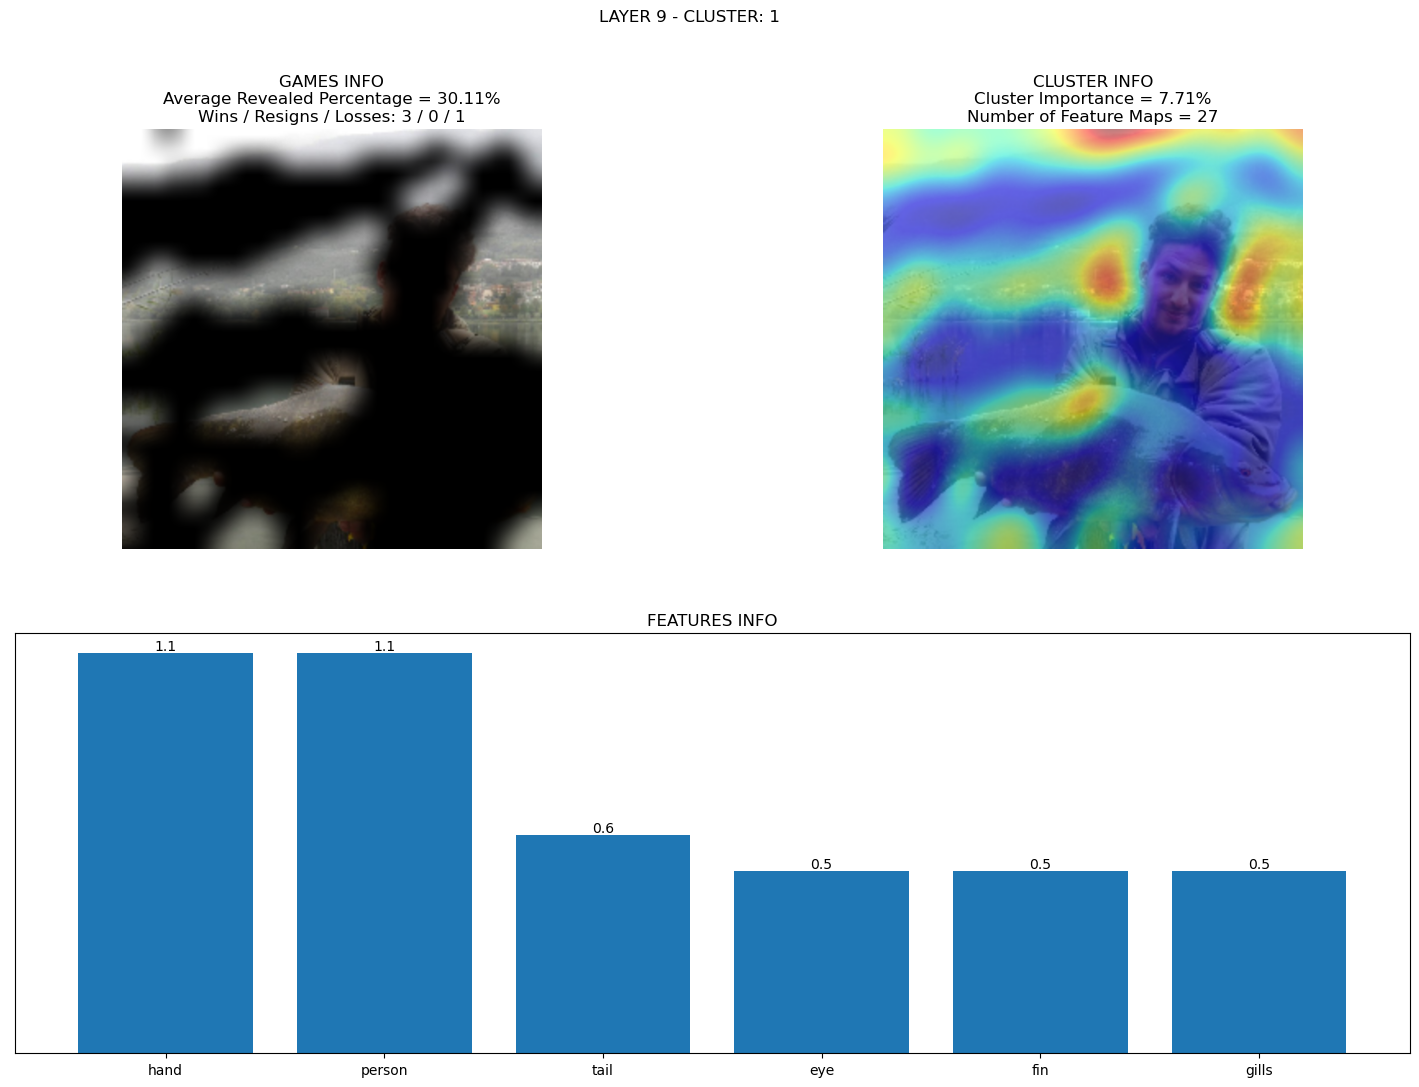 LAYER 9 - CLUSTER: 1
GAMES INFO
Average Revealed Percentage = 30.11%
Wins / Resigns / Losses: 3 / 0 / 1
CLUSTER INFO
Cluster Importance = 7.71%
Number of Feature Maps = 27
FEATURES INFO
1.1
1.1
0.6
0.5
0.5
0.5
hand
person
tail
eye
fin
gills